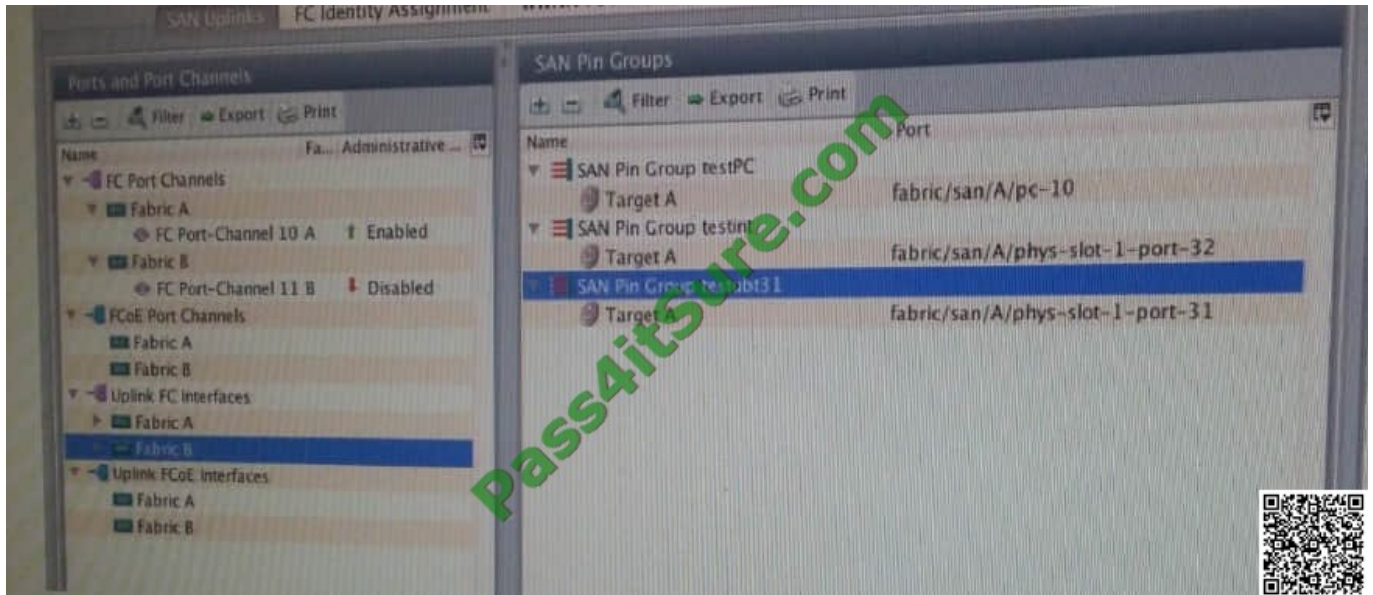 SAN Uplinks FC Identity Assignment
Ports and Port Channels
Filter Export Print
Name Fa... Administrative ...
FC Port Channels
Fabric A
FC Port-Channel 10 A Enabled
Fabric B
FC Port-Channel 11 B Disabled
FCoE Port Channels
Fabric A
Fabric B
Uplink FC Interfaces
Fabric A
Fabric B
Uplink FCoE Interfaces
Fabric A
Fabric B
SAN Pin Groups
Filter Export Print
Name Port
SAN Pin Group testPC
Target A fabric/san/A/pc-10
SAN Pin Group testint
Target A fabric/san/A/phys-slot-1-port-32
SAN Pin Group
Target A fabric/san/A/phys-slot-1-port-31
Pass4itSure.com